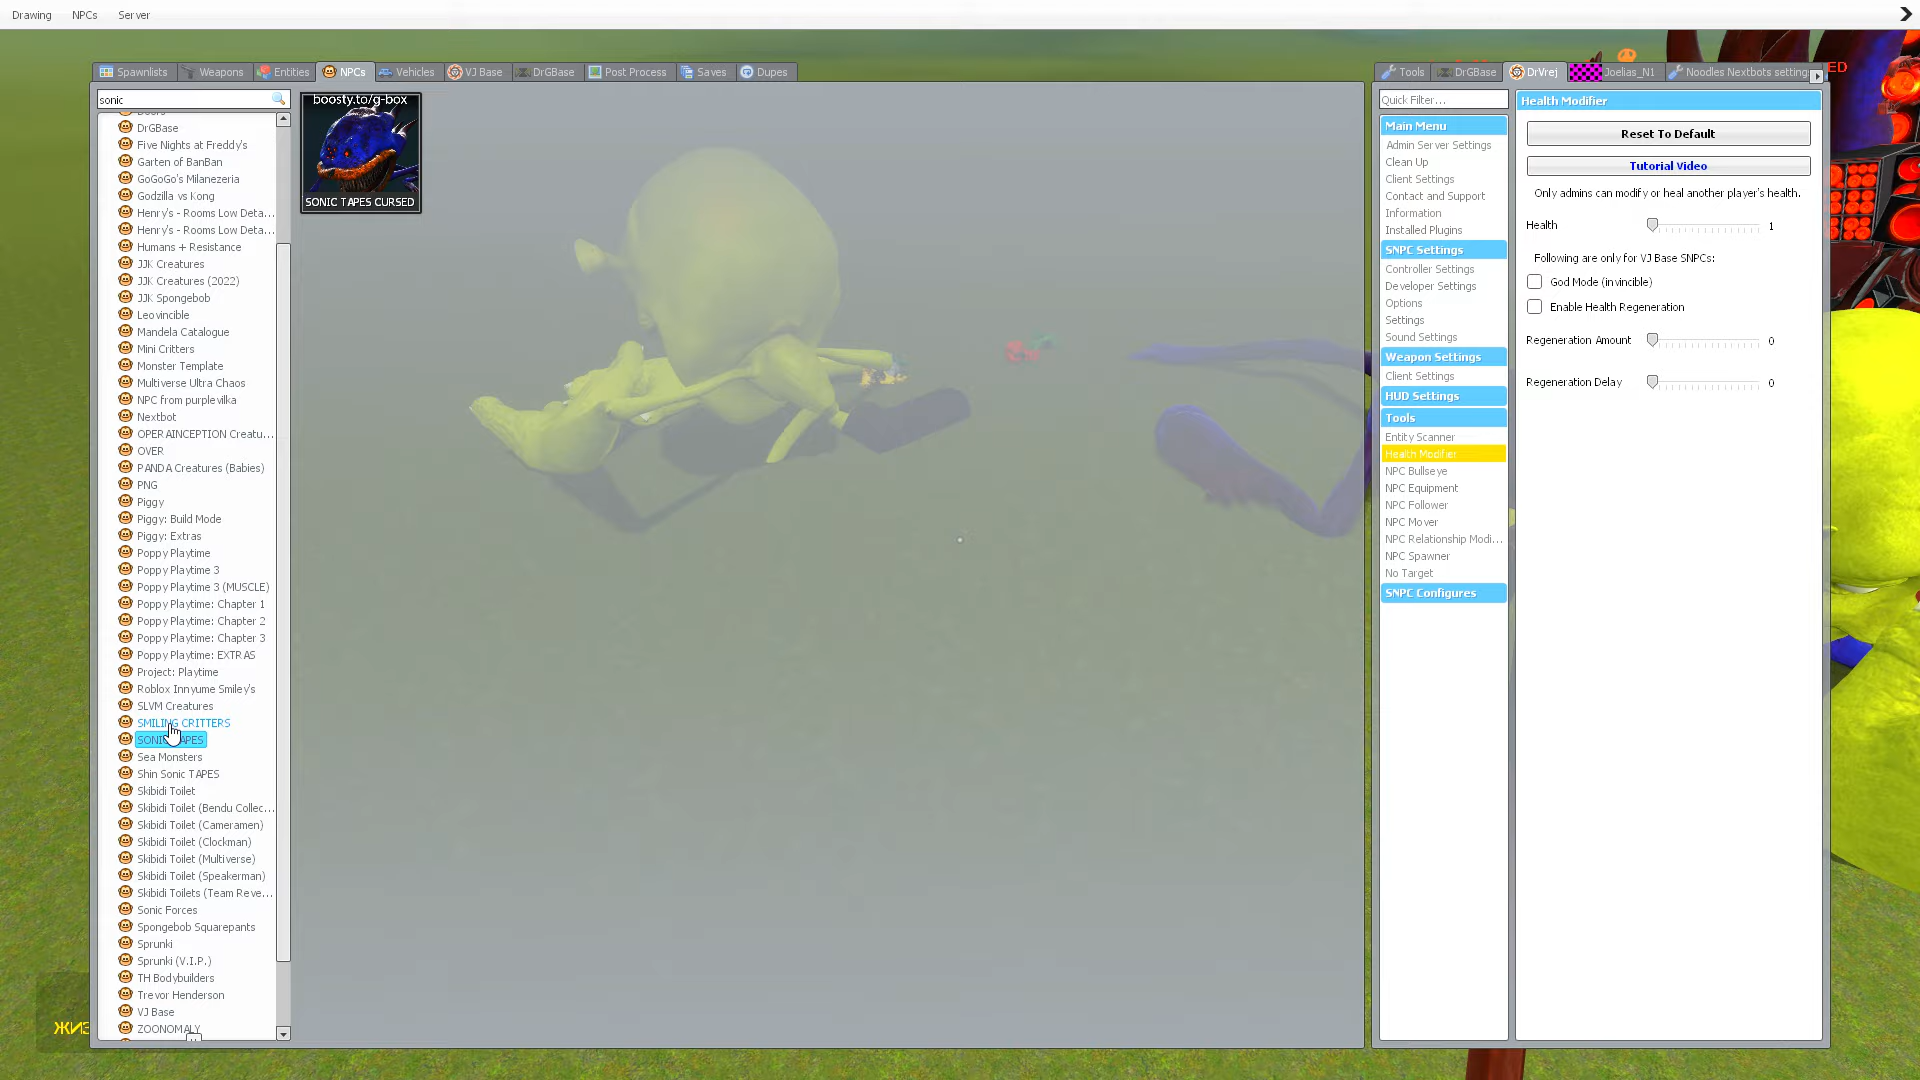 Drawing NPCs Server
Spawnlists Weapons Entities NPCs Vehicles VJ Base DrGBase Post Process Saves Dupes
Tools DrGBase DrVrej Joelias_N1 Noodles Nextbots setting
ED
sonic
DrGBase
Five Nights at Freddy's
Garten of BanBan
GoGoGo's Milanezeria
Godzilla vs Kong
Henry's - Rooms Low Deta...
Henry's - Rooms Low Deta...
Humans + Resistance
JJK Creatures
JJK Creatures (2022)
JJK Spongebob
Leovincible
Mandela Catalogue
Mini Critters
Monster Template
Multiverse Ultra Chaos
NPC from purplevilka
Nextbot
OPERAINCEPTION Creatu...
OVER
PANDA Creatures (Babies)
PNG
Piggy
Piggy: Build Mode
Piggy: Extras
Poppy Playtime
Poppy Playtime 3
Poppy Playtime 3 (MUSCLE)
Poppy Playtime: Chapter 1
Poppy Playtime: Chapter 2
Poppy Playtime: Chapter 3
Poppy Playtime: EXTRAS
Project: Playtime
Roblox Innyume Smiley's
SLVM Creatures
SMILING CRITTERS
SONIC TAPES
Sea Monsters
Shin Sonic TAPES
Skibidi Toilet
Skibidi Toilet (Bendu Collec...
Skibidi Toilet (Cameramen)
Skibidi Toilet (Clockman)
Skibidi Toilet (Multiverse)
Skibidi Toilet (Speakerman)
Skibidi Toilets (Team Reve...
Sonic Forces
Spongebob Squarepants
Sprunki
Sprunki (V.I.P.)
TH Bodybuilders
Trevor Henderson
VJ Base
ZOONOMALY
ЖИЗ
boosty.to/g-box
SONIC TAPES CURSED
Quick Filter...
Main Menu
Admin Server Settings
Clean Up
Client Settings
Contact and Support
Information
Installed Plugins
SNPC Settings
Controller Settings
Developer Settings
Options
Settings
Sound Settings
Weapon Settings
Client Settings
HUD Settings
Tools
Entity Scanner
Health Modifier
NPC Bullseye
NPC Equipment
NPC Follower
NPC Mover
NPC Relationship Modi...
NPC Spawner
No Target
SNPC Configures
Health Modifier
Reset To Default
Tutorial Video
Only admins can modify or heal another player's health.
Health 1
Following are only for VJ Base SNPCs:
God Mode (invincible)
Enable Health Regeneration
Regeneration Amount 0
Regeneration Delay 0